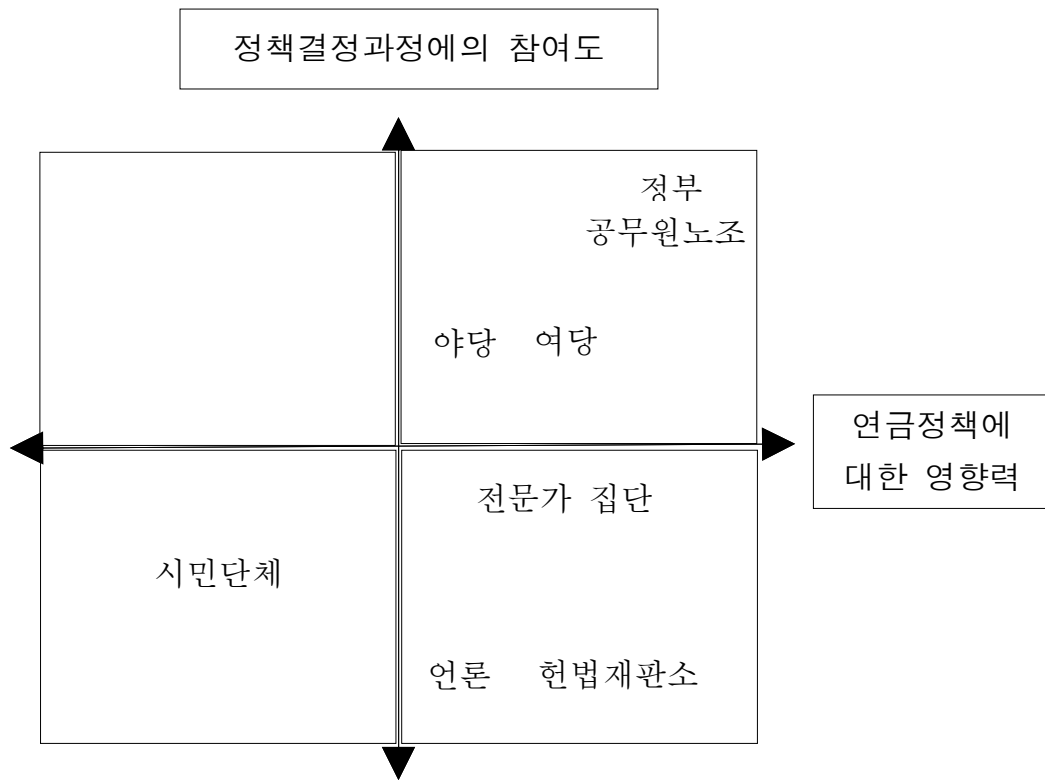 정책결정과정에의 참여도
정부
공무원노조
야당 여당
연금정책에
대한 영향력
전문가 집단
시민단체
언론 헌법재판소